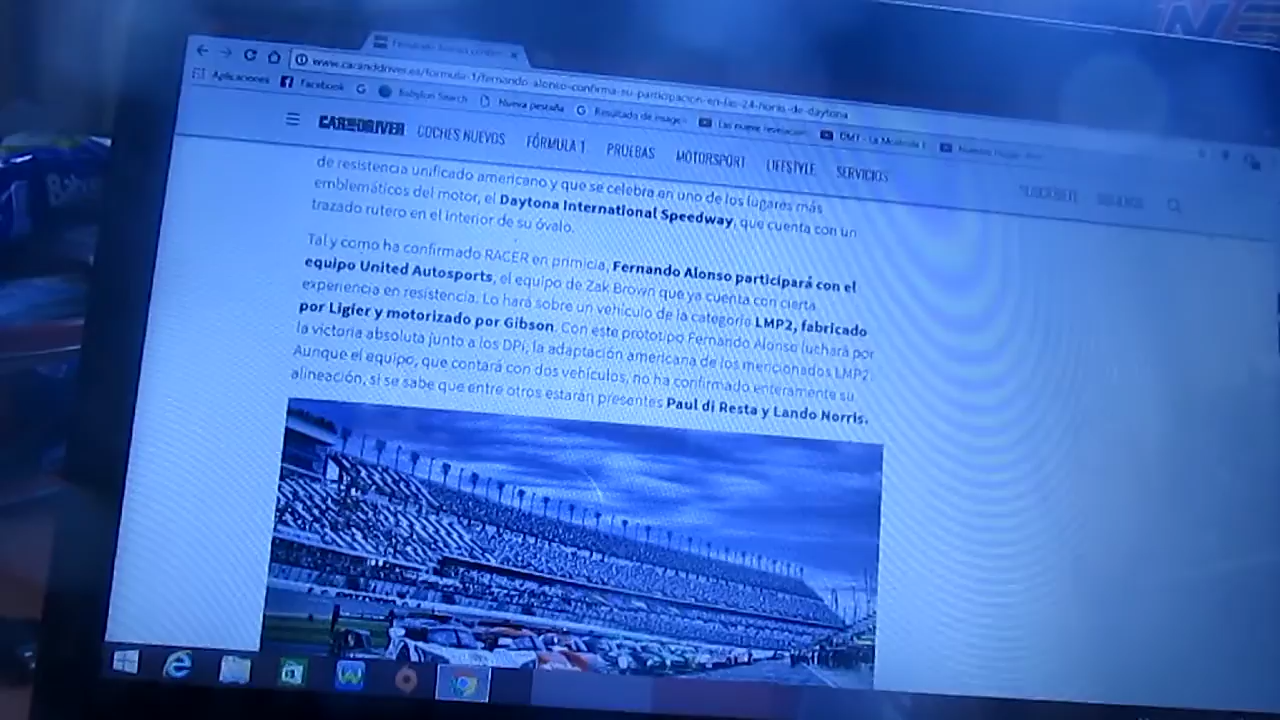 www.caranddriver.es/formula-1/fernando-alonso-confirma-su-participacion-en-las-24-horas-de-daytona
Aplicaciones Facebook G Babylon Search Nueva pestaña Resultado de image
CAR AND DRIVER COCHES NUEVOS FÓRMULA 1 PRUEBAS MOTORSPORT LIFESTYLE SERVICIOS
de resistencia unificado americano y que se celebra en uno de los lugares más
emblemáticos del motor, el Daytona International Speedway, que cuenta con un
trazado rutero en el interior de su óvalo.
Tal y como ha confirmado RACER en primicia, Fernando Alonso participará con el
equipo United Autosports, el equipo de Zak Brown que ya cuenta con cierta
experiencia en resistencia. Lo hará sobre un vehículo de la categoría LMP2, fabricado
por Ligier y motorizado por Gibson. Con este prototipo Fernando Alonso luchará por
la victoria absoluta junto a los DPi, la adaptación americana de los mencionados LMP2.
Aunque el equipo, que contará con dos vehículos, no ha confirmado enteramente su
alineación, si se sabe que entre otros estarán presentes Paul di Resta y Lando Norris.